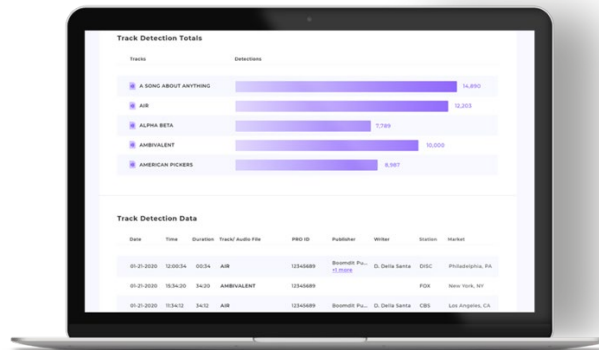 Track Detection Totals
Tracks Detections
A SONG ABOUT ANYTHING 14,890
AIR 12,203
ALPHA BETA 7,789
AMBIVALENT 10,000
AMERICAN PICKERS 8,987
Track Detection Data
Date Time Duration Track/ Audio File PRO ID Publisher Writer Station Market
01-21-2020 12:00:34 00:34 AIR 12345689 Boomdit Pu... D. Della Santa DISC Philadelphia, PA
+1 more
01-21-2020 15:34:20 34:20 AMBIVALENT 12345689 FOX New York, NY
01-21-2020 11:34:12 34:12 AIR 12345689 Boomdit Pu... D. Della Santa CBS Los Angeles, CA